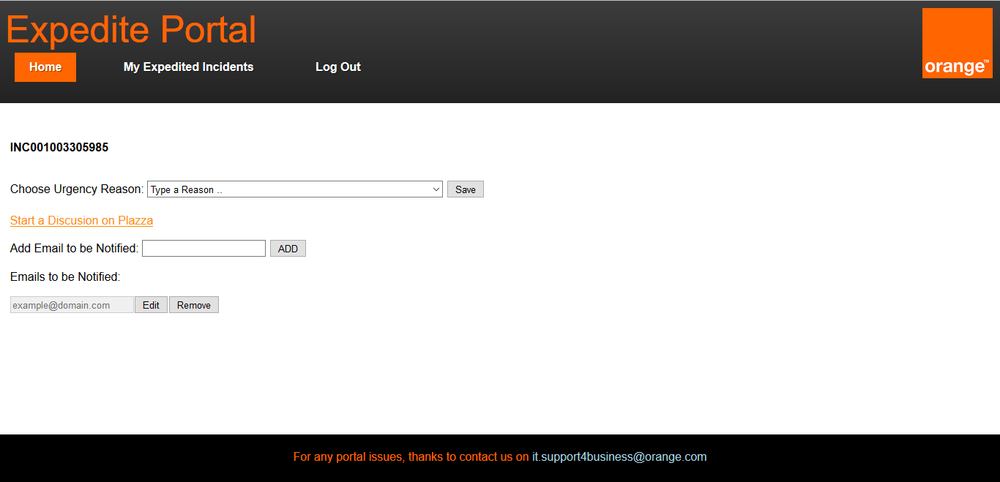 Expedite Portal
Home My Expedited Incidents Log Out
orange™
INC001003305985
Choose Urgency Reason: Type a Reason .. Save
Start a Discusion on Plazza
Add Email to be Notified: ADD
Emails to be Notified:
example@domain.com Edit Remove
For any portal issues, thanks to contact us on it.support4business@orange.com